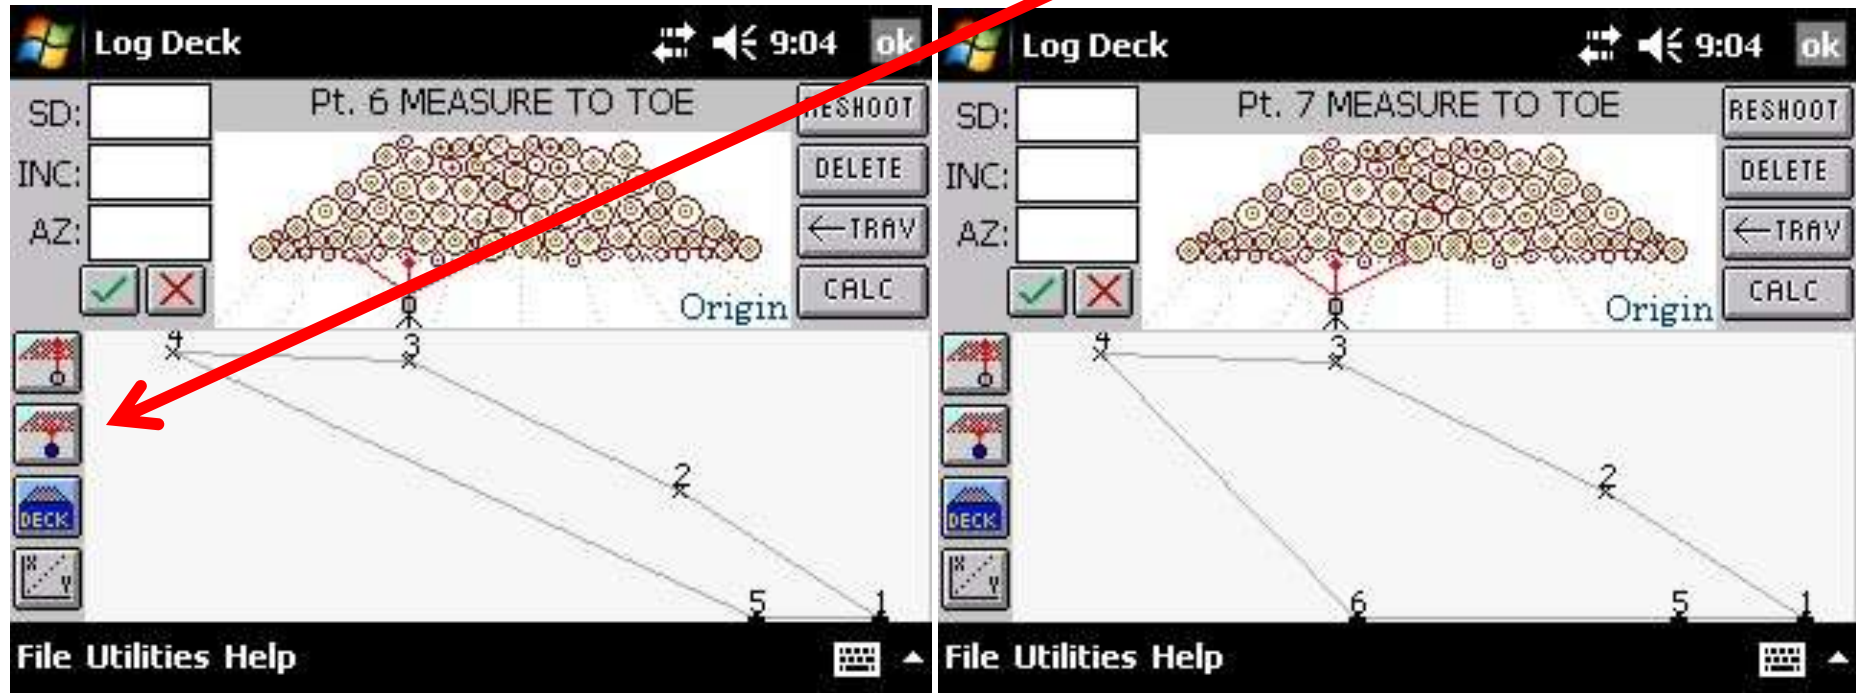 Log Deck 9:04 ok
SD: Pt. 6 MEASURE TO TOE RESHOOT
INC: DELETE
AZ: ←TRAV
Origin CALC
4 3
2
DECK
X Y
5 1
File Utilities Help
Log Deck 9:04 ok
SD: Pt. 7 MEASURE TO TOE RESHOOT
INC: DELETE
AZ: ←TRAV
Origin CALC
4 3
2
DECK
X Y
6 5 1
File Utilities Help